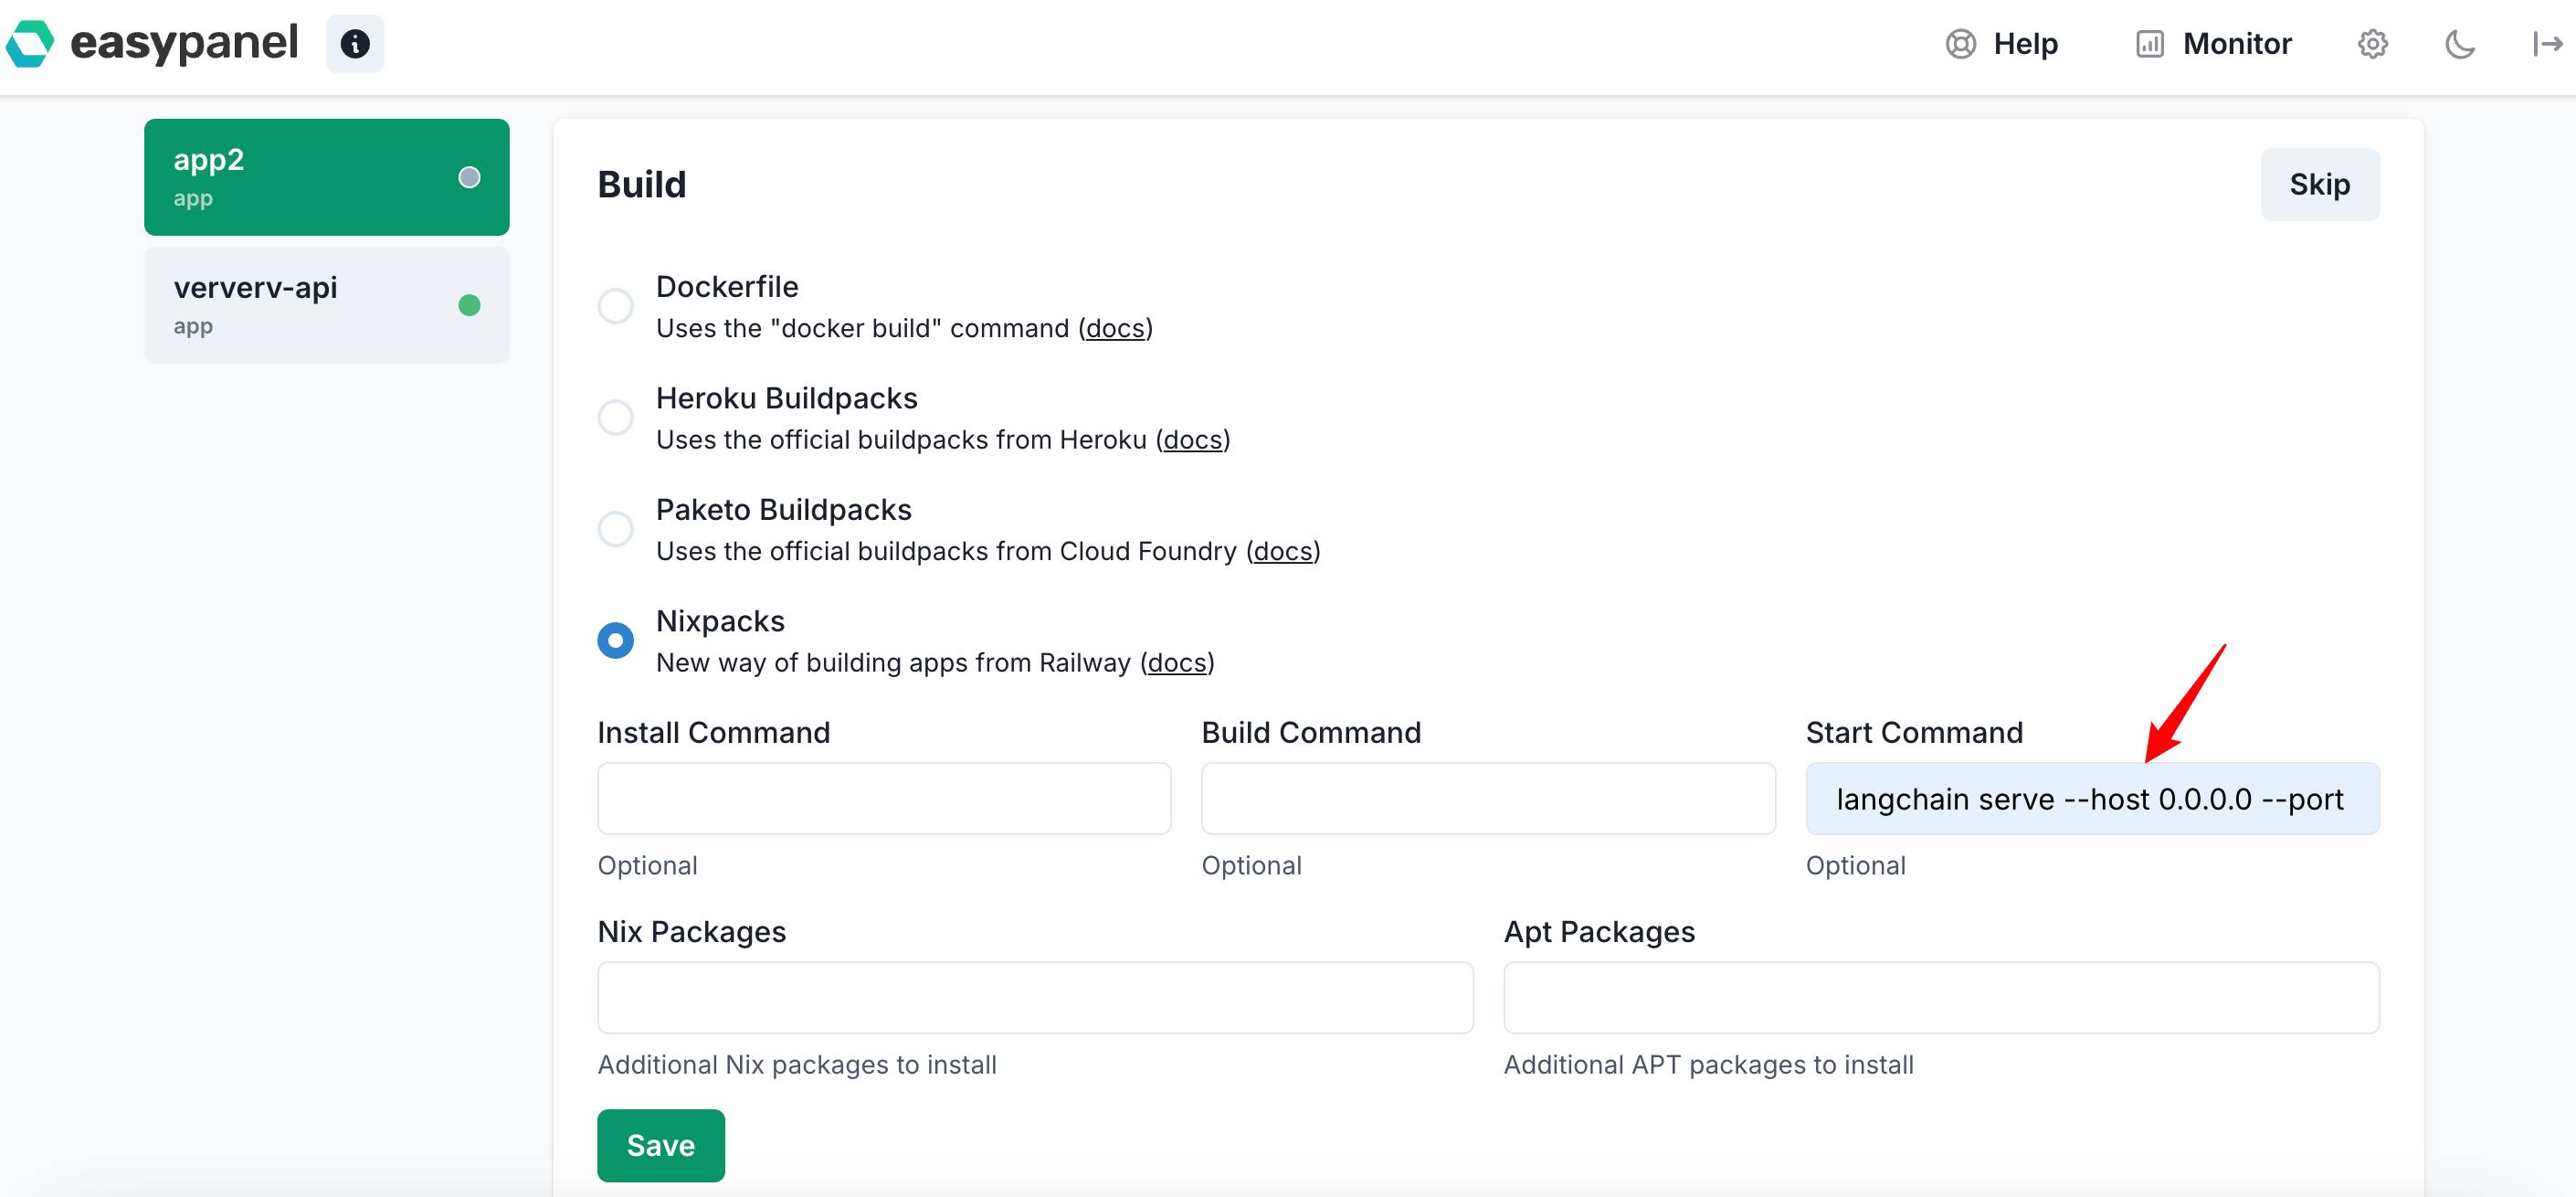 easypanel
Help
Monitor
app2
app
ververv-api
app
Build
Skip
Dockerfile
Uses the "docker build" command (docs)
Heroku Buildpacks
Uses the official buildpacks from Heroku (docs)
Paketo Buildpacks
Uses the official buildpacks from Cloud Foundry (docs)
Nixpacks
New way of building apps from Railway (docs)
Install Command
Build Command
Start Command
langchain serve --host 0.0.0.0 --port
Optional
Optional
Optional
Nix Packages
Apt Packages
Additional Nix packages to install
Additional APT packages to install
Save